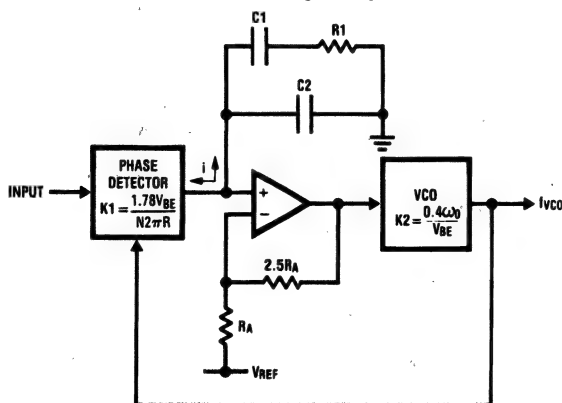 C1
R1
C2
i
INPUT
PHASE
DETECTOR
K1 = 1.78VBE / N2πR
+
−
VCO
K2 = 0.4ω0 / VBE
fVCO
2.5RA
RA
VREF